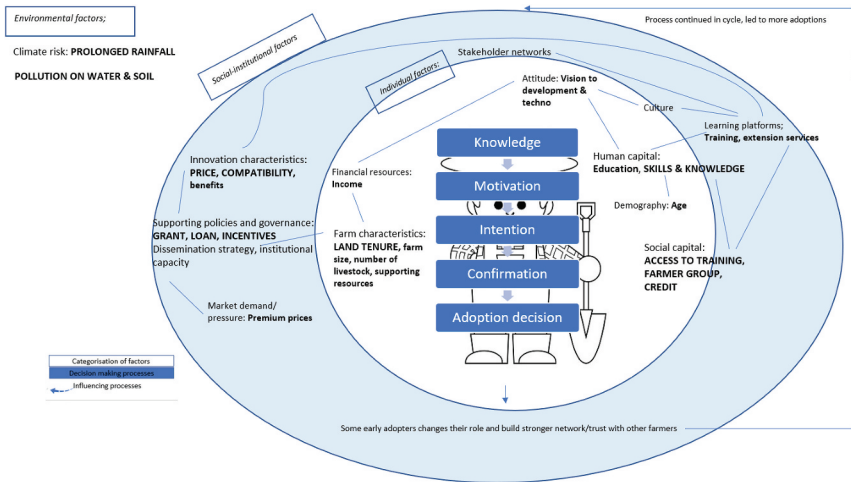 Environmental factors;
Climate risk: PROLONGED RAINFALL
POLLUTION ON WATER & SOIL
Social-institutional factors
Individual factors:
Process continued in cycle, led to more adoptions
Stakeholder networks
Attitude: Vision to
development &
techno
Culture
Learning platforms;
Training, extension services
Innovation characteristics:
PRICE, COMPATIBILITY,
benefits
Financial resources:
Income
Human capital:
Education, SKILLS & KNOWLEDGE
Demography: Age
Supporting policies and governance:
GRANT, LOAN, INCENTIVES
Dissemination strategy, institutional
capacity
Farm characteristics:
LAND TENURE, farm
size, number of
livestock, supporting
resources
Social capital:
ACCESS TO TRAINING,
FARMER GROUP,
CREDIT
Market demand/
pressure: Premium prices
Knowledge
Motivation
Intention
Confirmation
Adoption decision
Categorisation of factors
Decision making processes
Influencing processes
Some early adopters changes their role and build stronger network/trust with other farmers